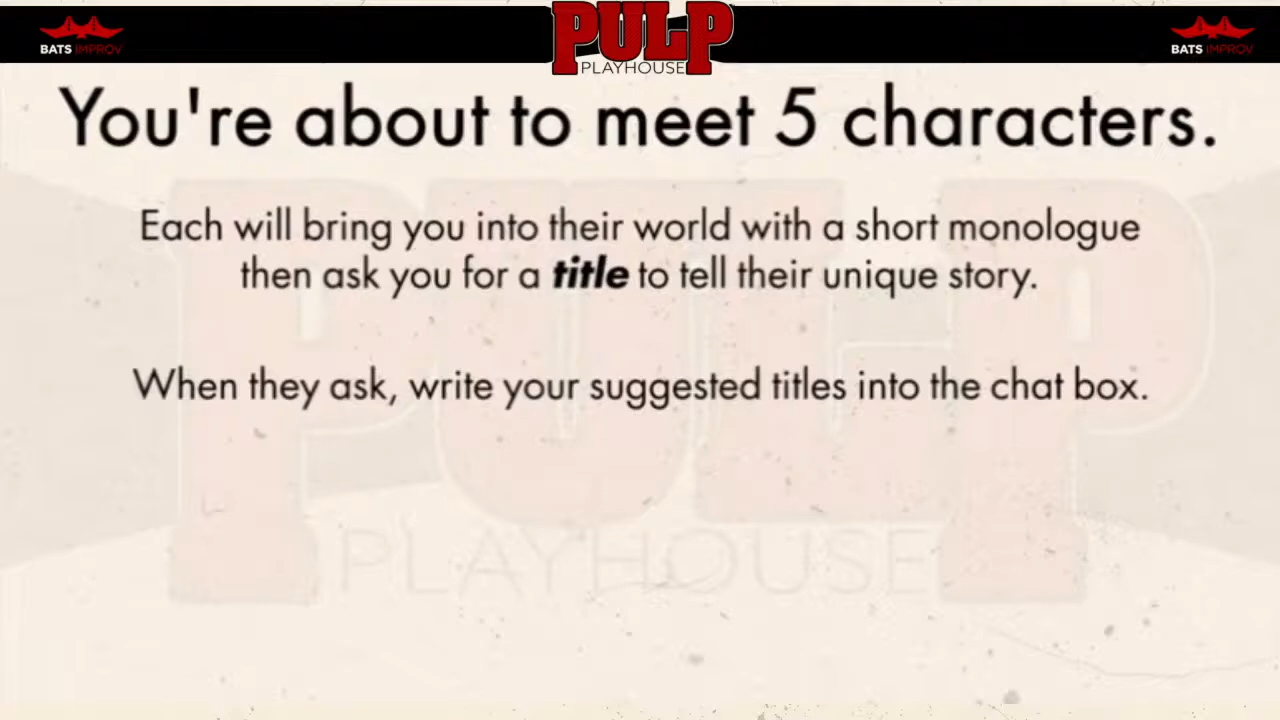 BATS IMPROV
PULP
PLAYHOUSE
BATS IMPROV
You're about to meet 5 characters.
Each will bring you into their world with a short monologue
then ask you for a title to tell their unique story.
When they ask, write your suggested titles into the chat box.
PULP
PLAYHOUSE